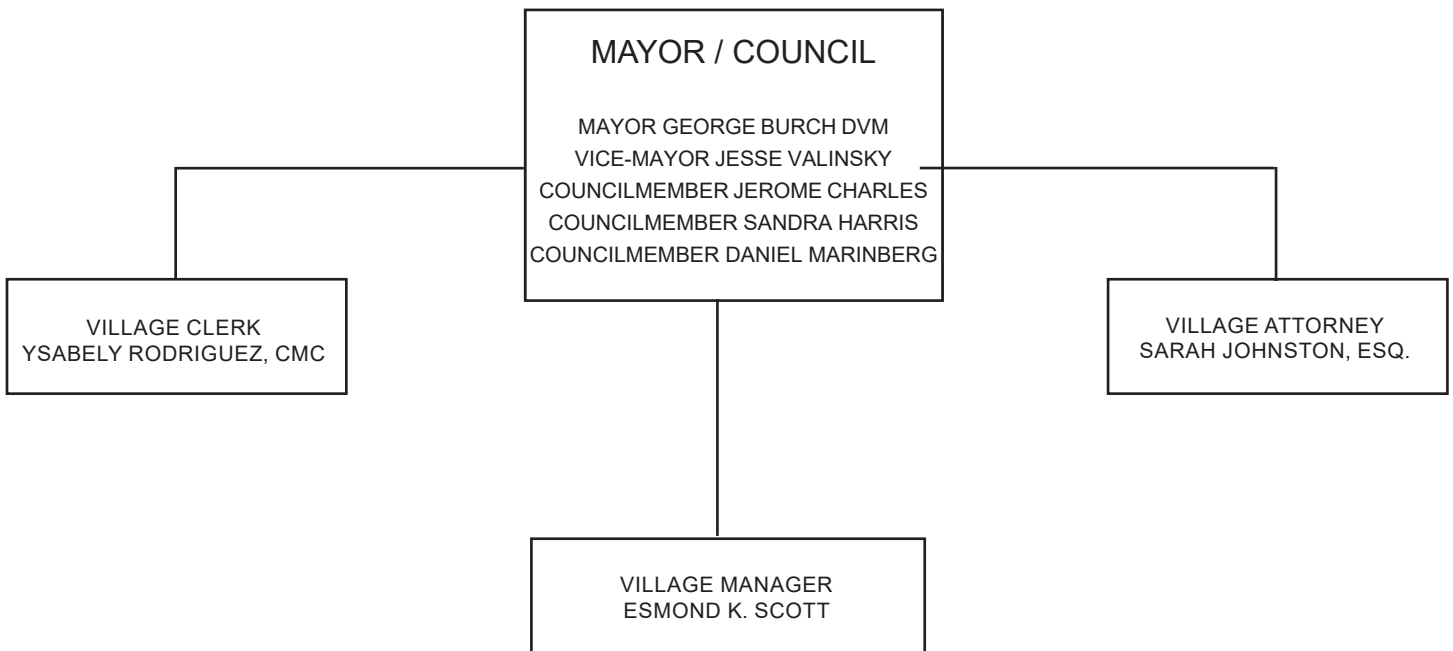 MAYOR / COUNCIL
MAYOR GEORGE BURCH DVM
VICE-MAYOR JESSE VALINSKY
COUNCILMEMBER JEROME CHARLES
COUNCILMEMBER SANDRA HARRIS
COUNCILMEMBER DANIEL MARINBERG
VILLAGE CLERK
YSABELY RODRIGUEZ, CMC
VILLAGE ATTORNEY
SARAH JOHNSTON, ESQ.
VILLAGE MANAGER
ESMOND K. SCOTT